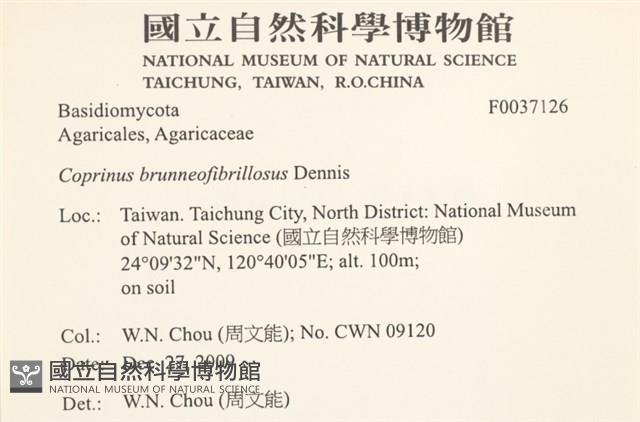 國立自然科學博物館
NATIONAL MUSEUM OF NATURAL SCIENCE
TAICHUNG, TAIWAN, R.O.CHINA
Basidiomycota F0037126
Agaricales, Agaricaceae
Coprinus brunneofibrillosus Dennis
Loc.: Taiwan. Taichung City, North District: National Museum
of Natural Science (國立自然科學博物館)
24°09'32"N, 120°40'05"E; alt. 100m;
on soil
Col.: W.N. Chou (周文能); No. CWN 09120
Date: Dec. 27, 2009
國立自然科學博物館
NATIONAL MUSEUM OF NATURAL SCIENCE
Det.: W.N. Chou (周文能)